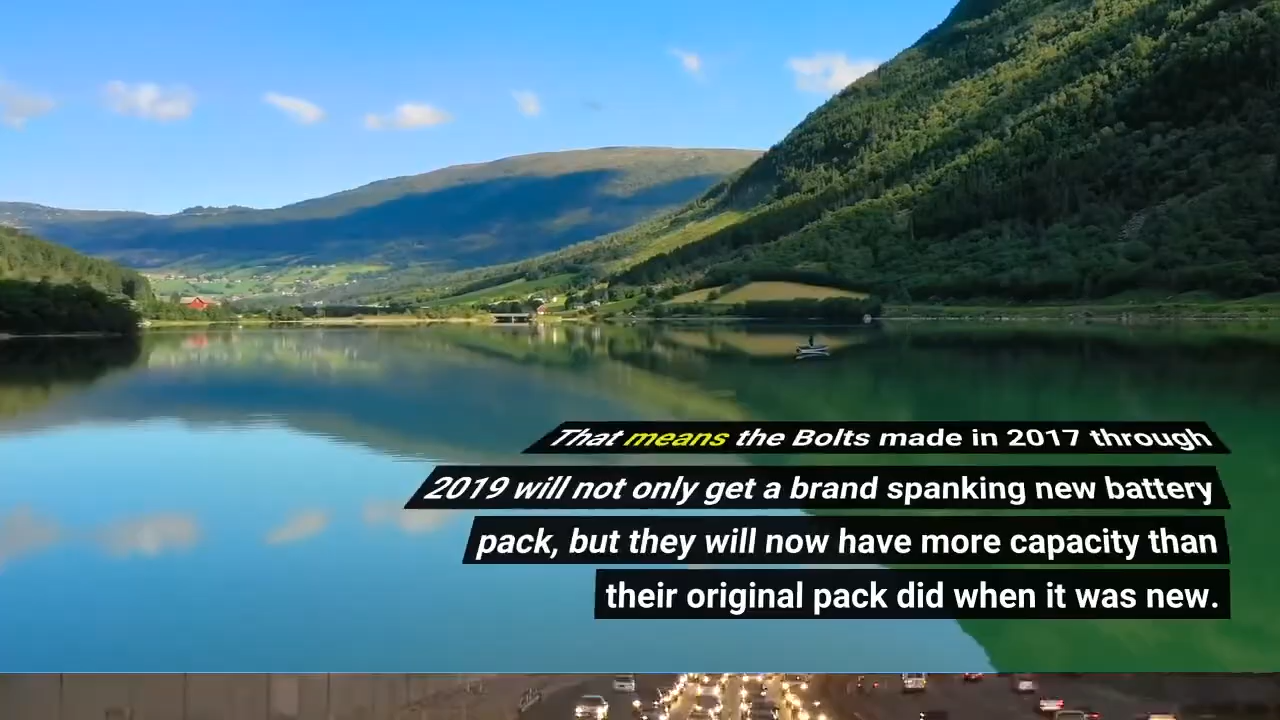 That means the Bolts made in 2017 through
2019 will not only get a brand spanking new battery
pack, but they will now have more capacity than
their original pack did when it was new.